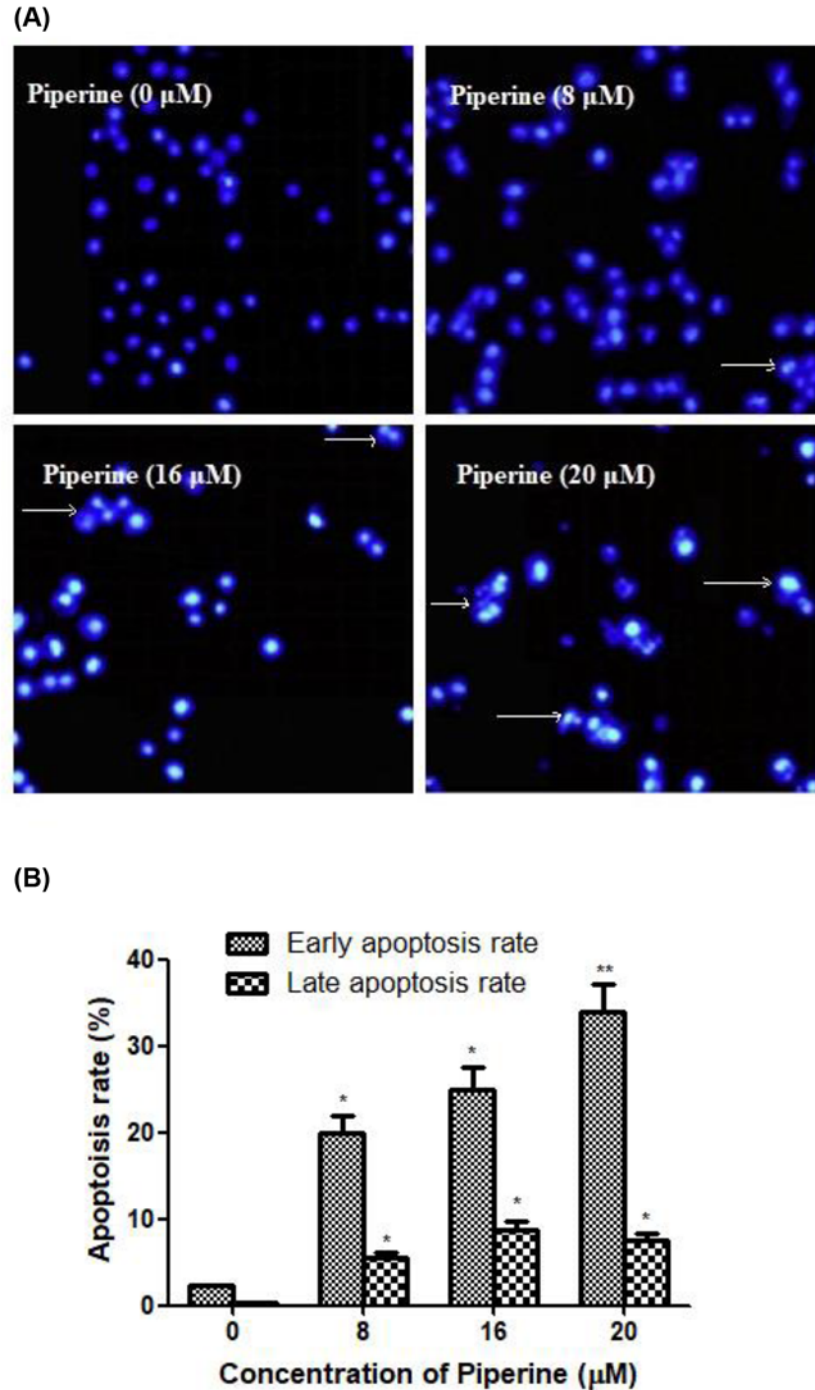 (A)
Piperine (0 μM)
Piperine (8 μM)
Piperine (16 μM)
Piperine (20 μM)
(B)
Early apoptosis rate
Late apoptosis rate
Apoptoisis rate (%)
40
30
20
10
0
*
*
*
*
**
*
0
8
16
20
Concentration of Piperine (μM)